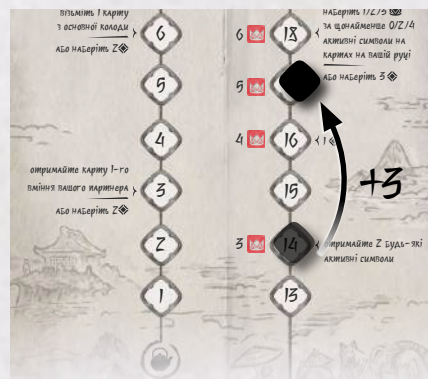 візьміть 1 карту
з основної колоди
або наберіть 2
6
5
4
отримайте карту 1-го
вміння вашого партнера
або наберіть 2
3
2
1
наберіть 1/2/3
за щонайменше 0/2/4
активні символи на
картах на вашій руці
або наберіть 3
6 18
5
4 16
1
15
+3
3 14
отримайте 2 будь-які
активні символи
13